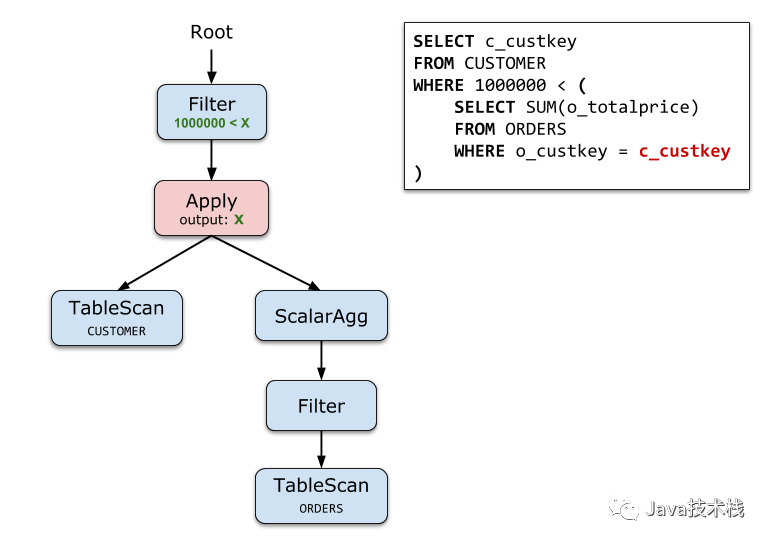 Root
Filter
1000000 < X
Apply
output: X
TableScan
CUSTOMER
ScalarAgg
Filter
TableScan
ORDERS
SELECT c_custkey
FROM CUSTOMER
WHERE 1000000 < (
    SELECT SUM(o_totalprice)
    FROM ORDERS
    WHERE o_custkey = c_custkey
)
Java技术栈